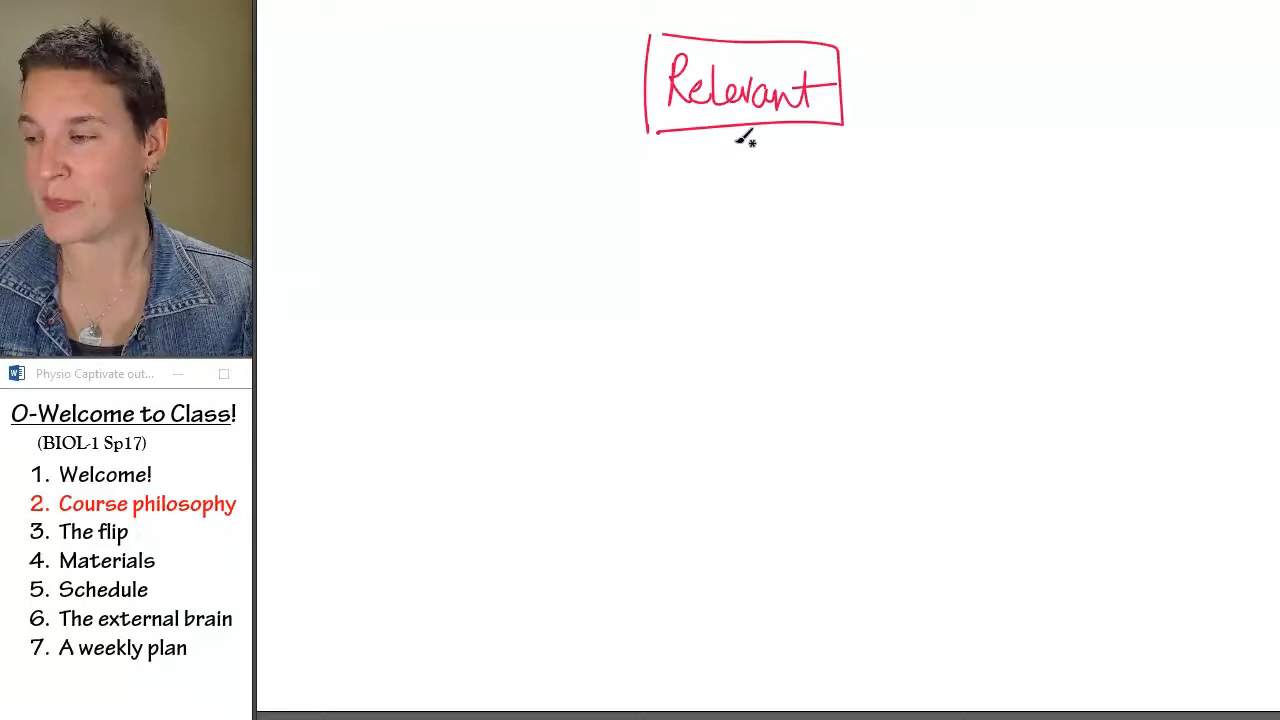 Relevant
Physio Captivate out...
0-Welcome to Class!
(BIOL-1 Sp17)
1. Welcome!
2. Course philosophy
3. The flip
4. Materials
5. Schedule
6. The external brain
7. A weekly plan